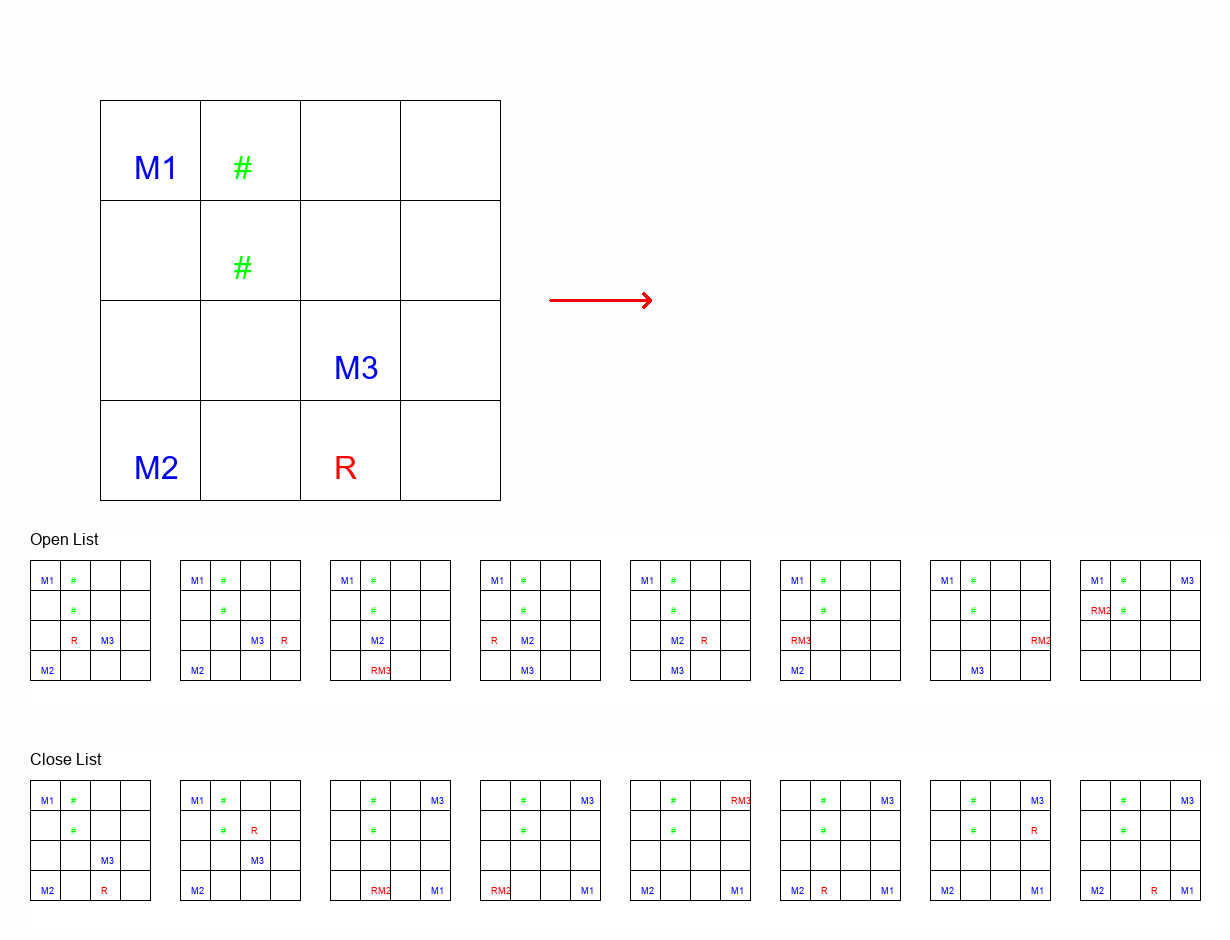 M1 #
#
M3
M2 R
Open List
M1 # M1 # M1 # M1 # M1 # M1 # M1 # M1 # M3
# # # # # # # RM2 #
R M3 M3 R M2 R M2 M2 R RM3 RM2
M2 M2 RM3 M3 M3 M2 M3
Close List
M1 # M1 # # M3 # M3 # RM3 # M3 # M3 # M3
# # R # # # # # R #
M3 M3
M2 R M2 RM2 M1 RM2 M1 M2 M1 M2 R M1 M2 M1 M2 R M1